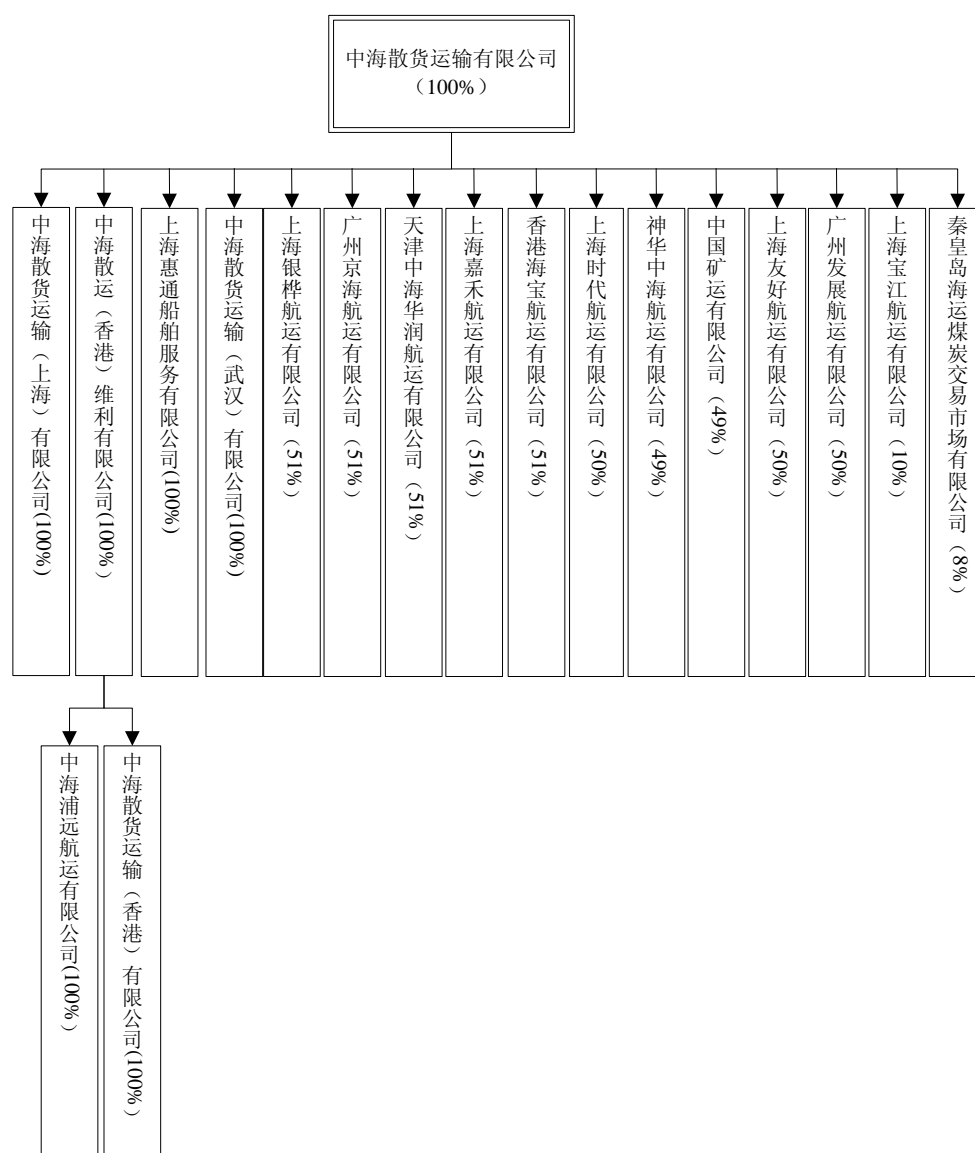 中海散货运输有限公司
（100%）
中海散货运输（上海）有限公司(100%)
中海散运（香港）维利有限公司(100%)
上海惠通船舶服务有限公司(100%)
中海散货运输（武汉）有限公司(100%)
上海银桦航运有限公司（51%）
广州京海航运有限公司（51%）
天津中海华润航运有限公司（51%）
上海嘉禾航运有限公司（51%）
香港海宝航运有限公司（51%）
上海时代航运有限公司（50%）
神华中海航运有限公司（49%）
中国矿运有限公司（49%）
上海友好航运有限公司（50%）
广州发展航运有限公司（50%）
上海宝江航运有限公司（10%）
秦皇岛海运煤炭交易市场有限公司（8%）
中海浦远航运有限公司(100%)
中海散货运输（香港）有限公司(100%)